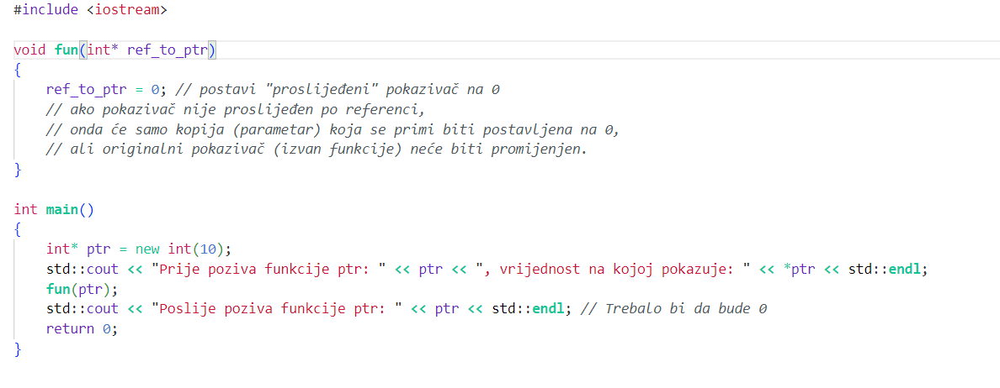 #include <iostream>
void fun(int* ref_to_ptr)
{
ref_to_ptr = 0; // postavi "proslijeđeni" pokazivač na 0
// ako pokazivač nije proslijeđen po referenci,
// onda će samo kopija (parametar) koja se primi biti postavljena na 0,
// ali originalni pokazivač (izvan funkcije) neće biti promijenjen.
}
int main()
{
int* ptr = new int(10);
std::cout << "Prije poziva funkcije ptr: " << ptr << ", vrijednost na kojoj pokazuje: " << *ptr << std::endl;
fun(ptr);
std::cout << "Poslije poziva funkcije ptr: " << ptr << std::endl; // Trebalo bi da bude 0
return 0;
}